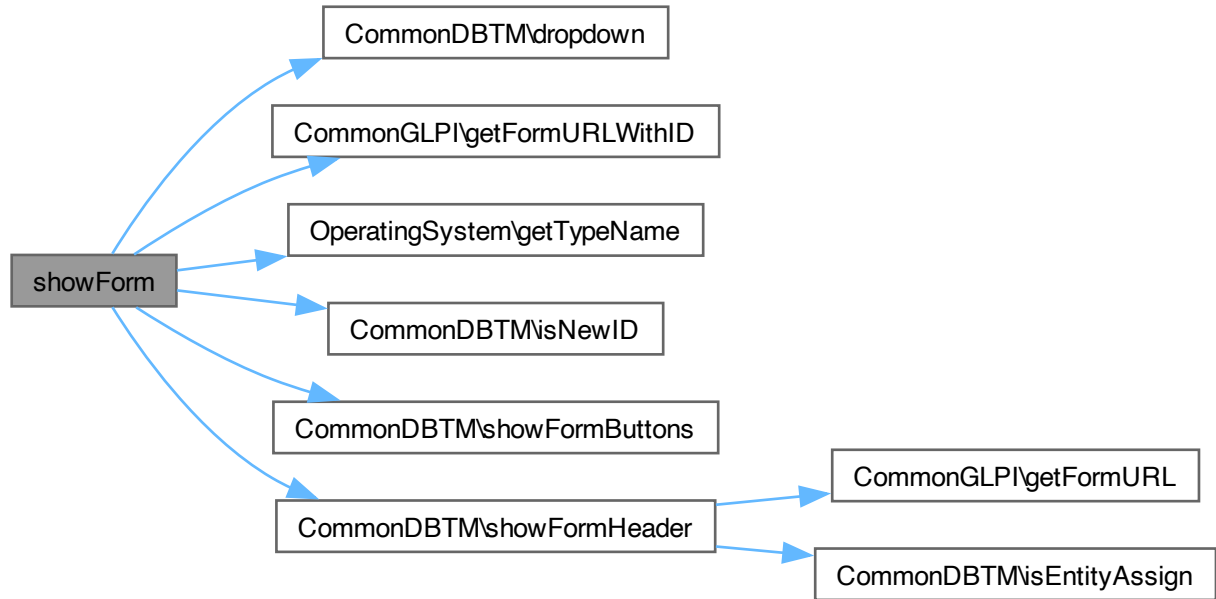 CommonDBTM\dropdown
CommonGLPI\getFormURLWithID
OperatingSystem\getTypeName
showForm
CommonDBTM\isNewID
CommonDBTM\showFormButtons
CommonGLPI\getFormURL
CommonDBTM\showFormHeader
CommonDBTM\isEntityAssign